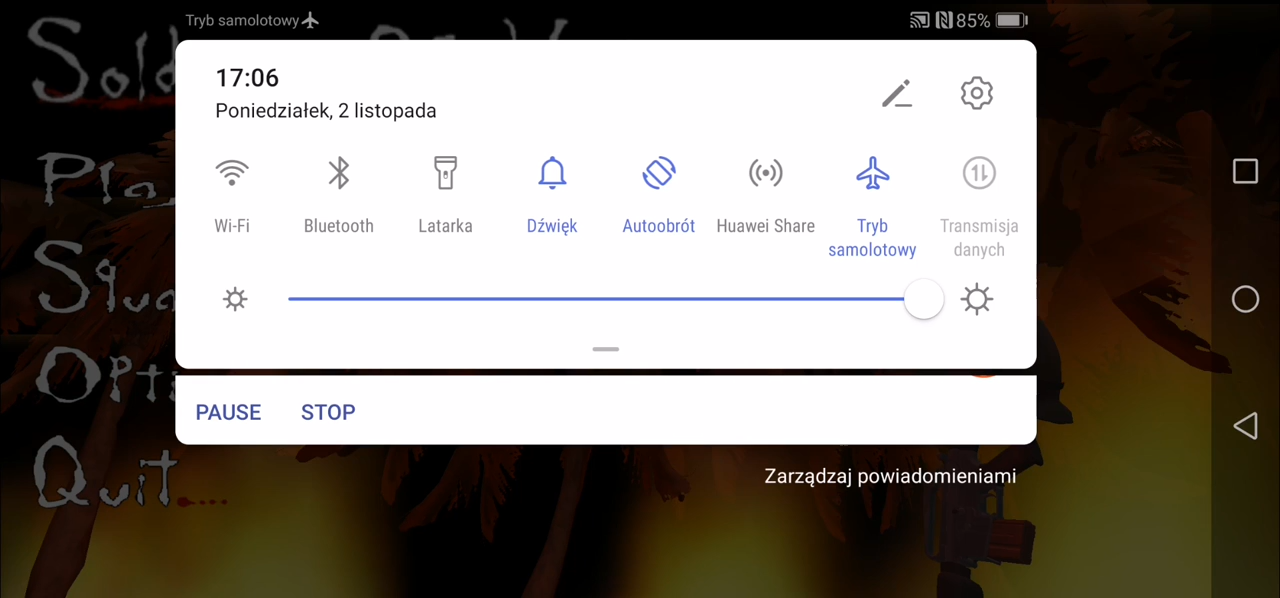 Tryb samolotowy
85%
17:06
Poniedziałek, 2 listopada
Wi-Fi
Bluetooth
Latarka
Dźwięk
Autoobrót
Huawei Share
Tryb
samolotowy
Transmisja
danych
PAUSE
STOP
Zarządzaj powiadomieniami
Quit